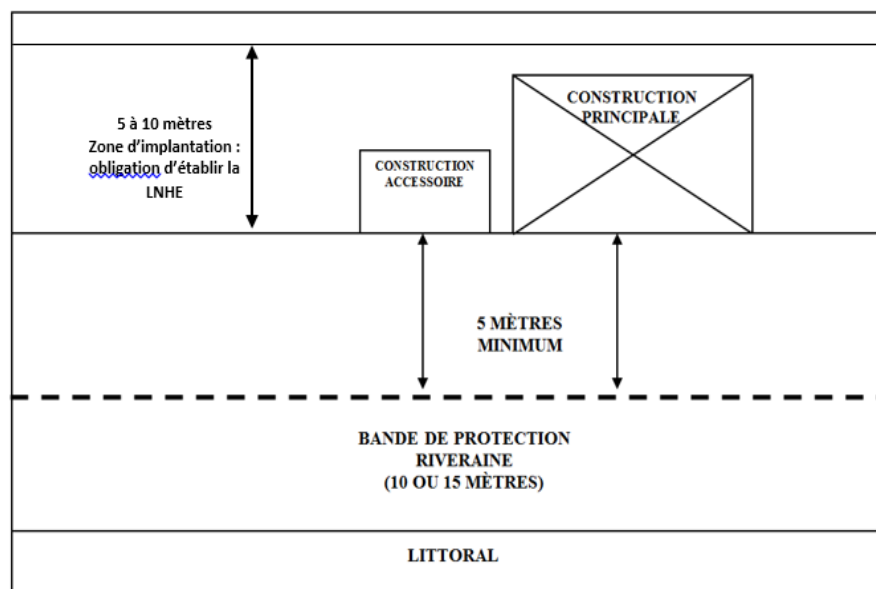 5 à 10 mètres
Zone d'implantation :
obligation d'établir la
LNHE
CONSTRUCTION
ACCESSOIRE
CONSTRUCTION
PRINCIPALE
5 MÈTRES
MINIMUM
BANDE DE PROTECTION
RIVERAINE
(10 OU 15 MÈTRES)
LITTORAL